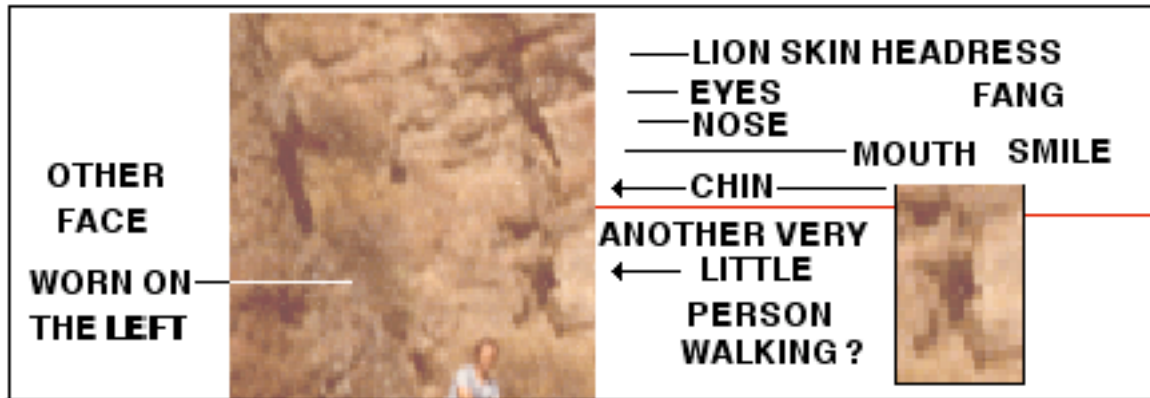 OTHER
FACE
WORN ON
THE LEFT
LION SKIN HEADRESS
EYES FANG
NOSE
MOUTH SMILE
CHIN
ANOTHER VERY
LITTLE
PERSON
WALKING ?